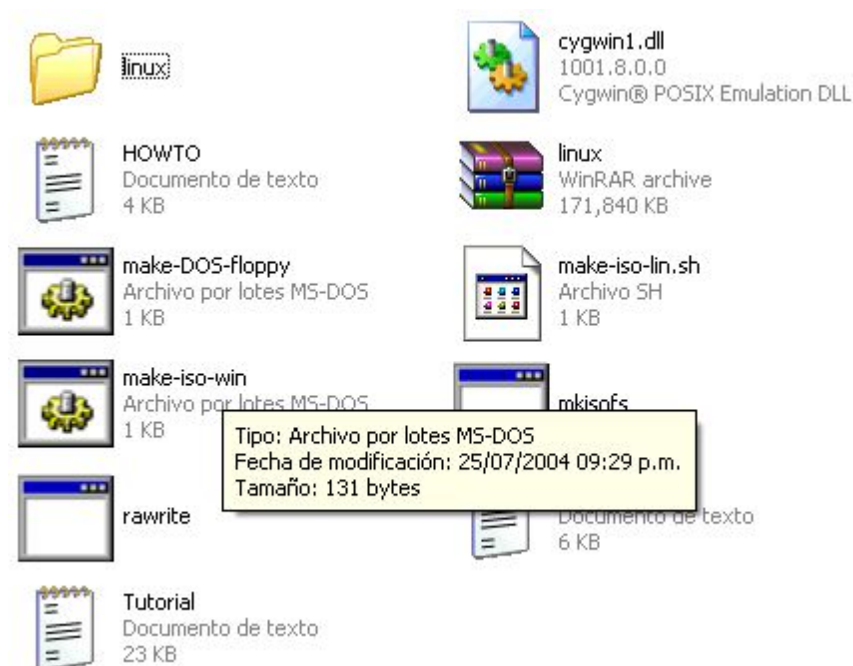 linux
cygwin1.dll
1001.8.0.0
Cygwin® POSIX Emulation DLL
HOWTO
Documento de texto
4 KB
linux
WinRAR archive
171,840 KB
make-DOS-floppy
Archivo por lotes MS-DOS
1 KB
make-iso-lin.sh
Archivo SH
1 KB
make-iso-win
Archivo por lotes MS-DOS
1 KB
mkisofs
Tipo: Archivo por lotes MS-DOS
Fecha de modificación: 25/07/2004 09:29 p.m.
Tamaño: 131 bytes
rawrite
Documento de texto
6 KB
Tutorial
Documento de texto
23 KB